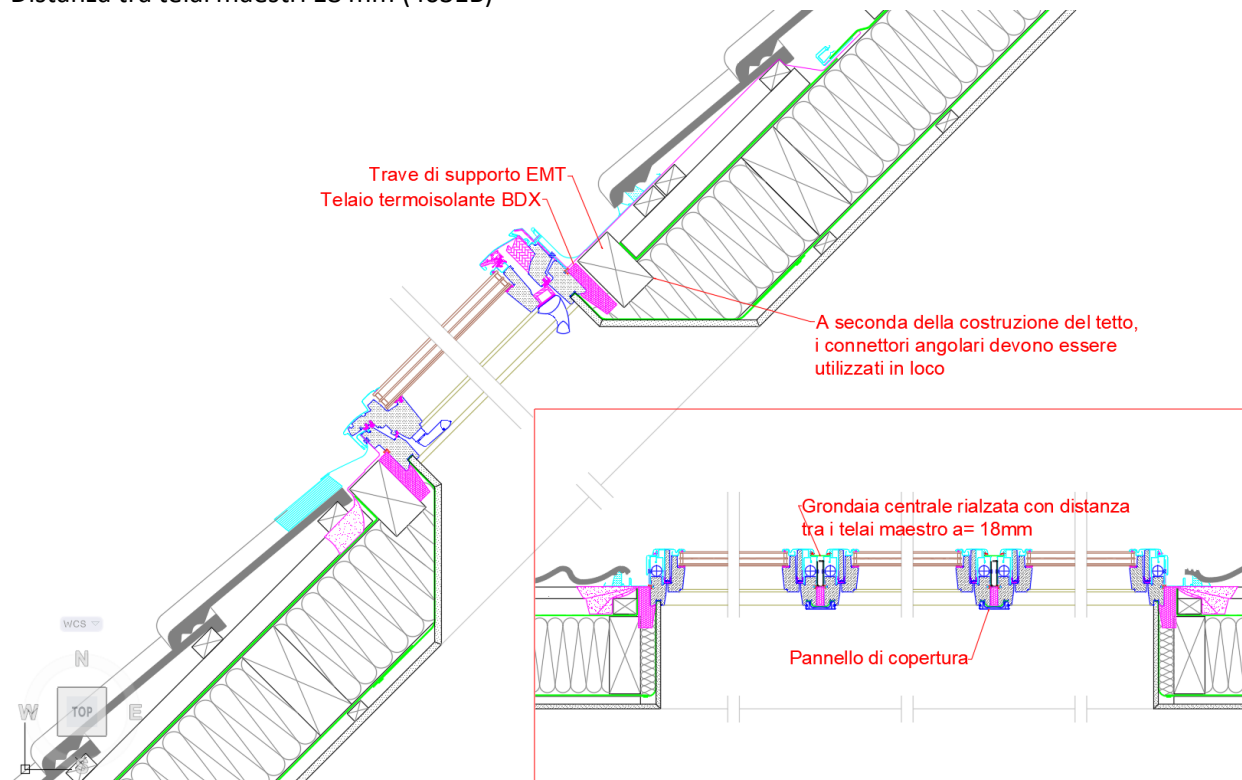 Trave di supporto EMT
Telaio termoisolante BDX
A seconda della costruzione del tetto,
i connettori angolari devono essere
utilizzati in loco
Grondaia centrale rialzata con distanza
tra i telai maestro a= 18mm
Pannello di copertura
WCS
N
W
TOP
E